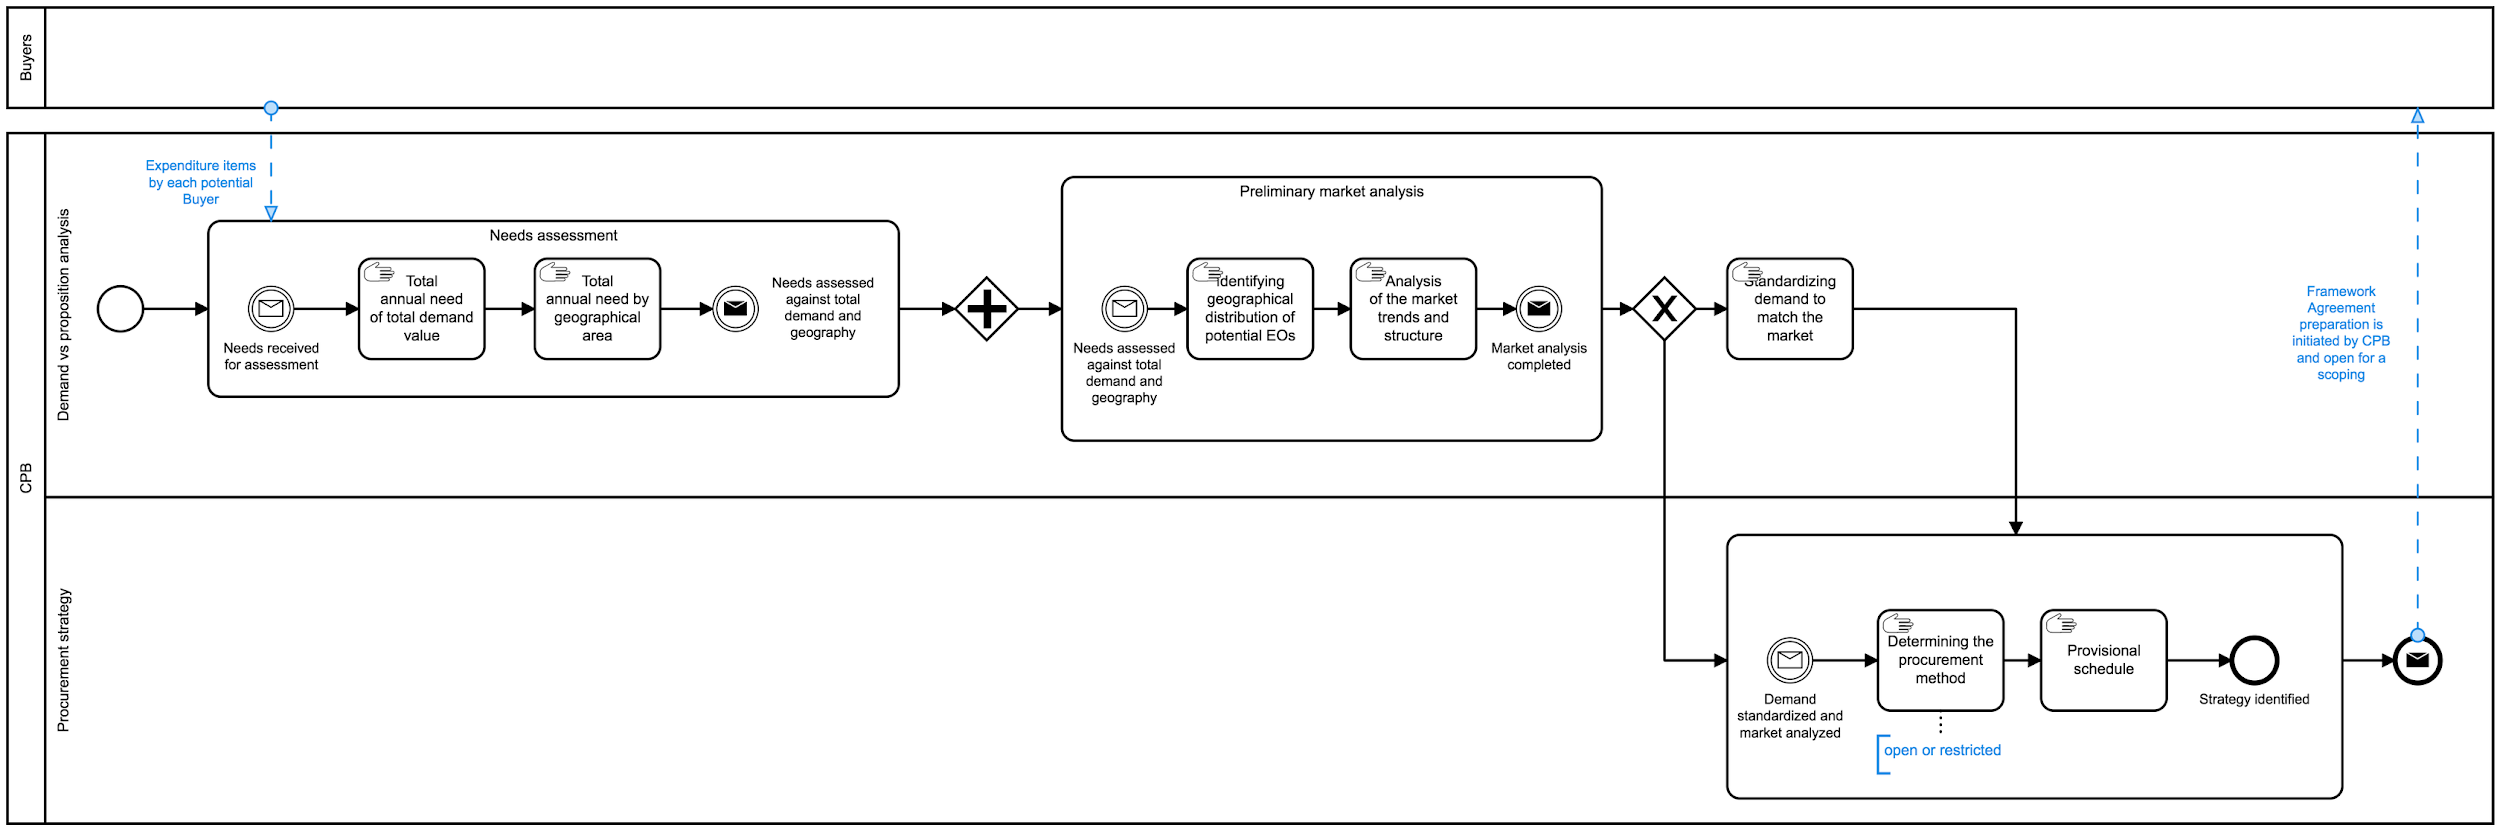 Buyers
Expenditure items
by each potential
Buyer
CPB
Demand vs proposition analysis
Needs assessment
Needs received
for assessment
Total
annual need
of total demand
value
Total
annual need by
geographical
area
Needs assessed
against total
demand and
geography
Preliminary market analysis
Needs assessed
against total
demand and
geography
Identifying
geographical
distribution of
potential EOs
Analysis
of the market
trends and
structure
Market analysis
completed
X
Standardizing
demand to
match the
market
Framework
Agreement
preparation is
initiated by CPB
and open for a
scoping
Procurement strategy
Demand
standardized and
market analyzed
Determining the
procurement
method
open or restricted
Provisional
schedule
Strategy identified